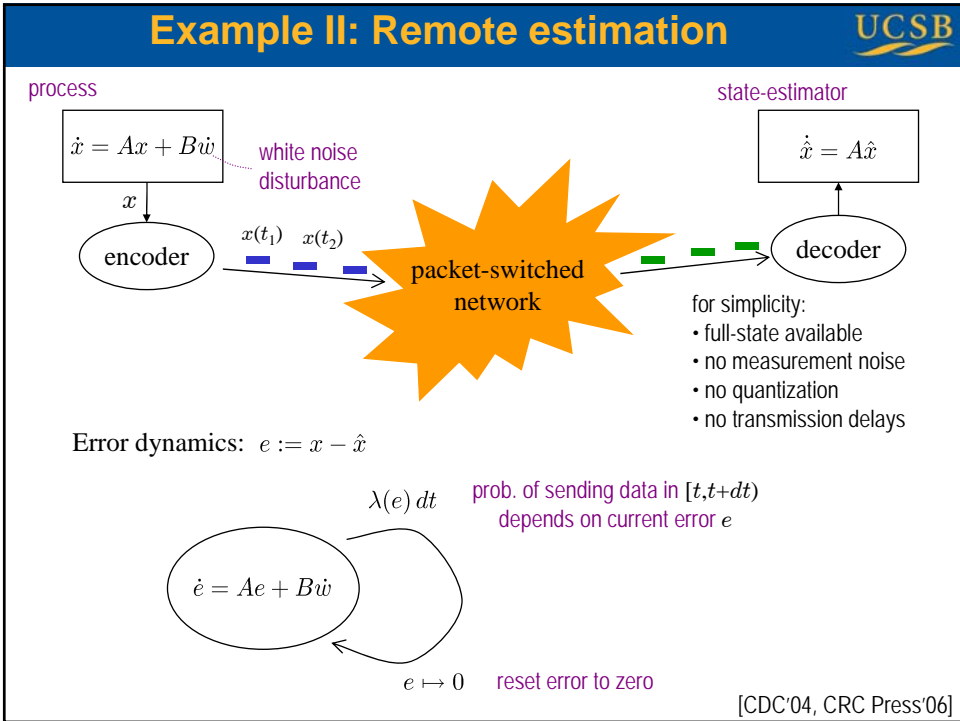 Example II: Remote estimation
UCSB
process
ẋ = Ax + Bẇ
white noise
disturbance
x
encoder
x(t₁) x(t₂)
packet-switched
network
state-estimator
x̂̇ = Ax̂
decoder
for simplicity:
• full-state available
• no measurement noise
• no quantization
• no transmission delays
Error dynamics: e := x − x̂
λ(e) dt
prob. of sending data in [t,t+dt)
depends on current error e
ė = Ae + Bẇ
e ↦ 0
reset error to zero
[CDC'04, CRC Press'06]